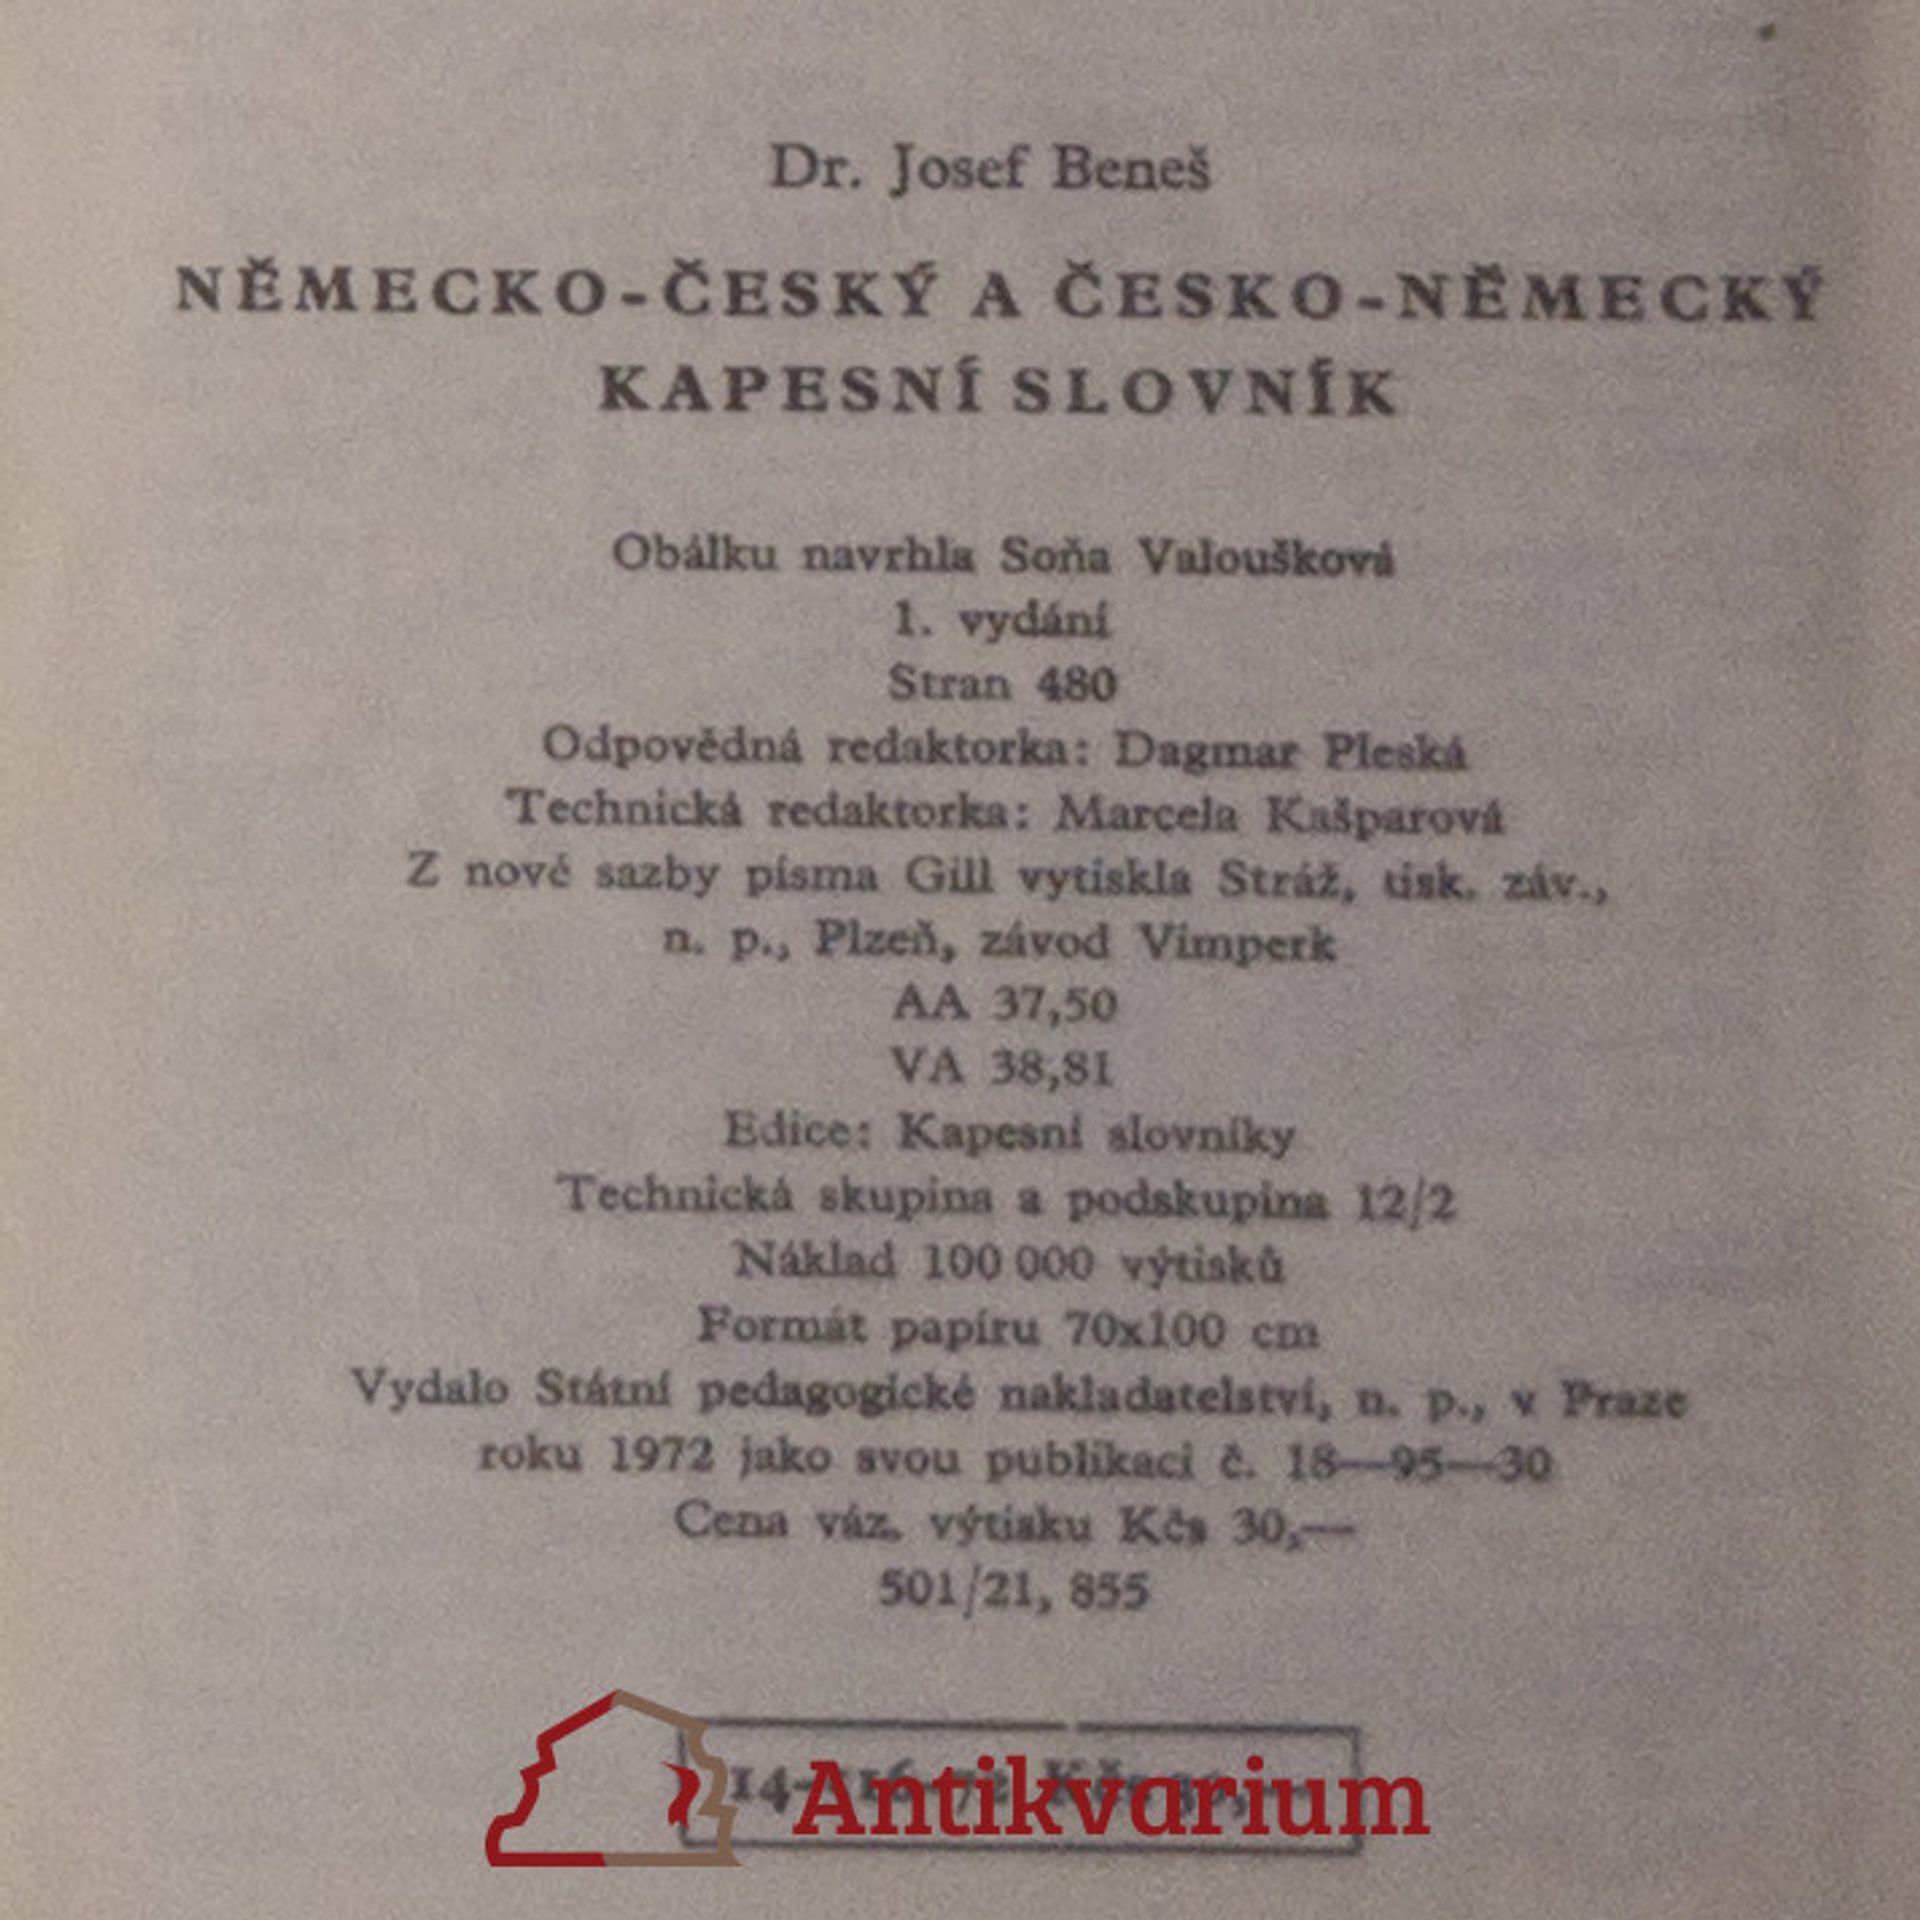 Dr. Josef Beneš
NĚMECKO-ČESKÝ A ČESKO-NĚMECKÝ
KAPESNÍ SLOVNÍK
Obálku navrhla Soňa Valoušková
1. vydání
Stran 480
Odpovědná redaktorka: Dagmar Pleská
Technická redaktorka: Marcela Kašparová
Z nové sazby písma Gill vytiskla Stráž, tisk. záv.,
n. p., Plzeň, závod Vimperk
AA 37,50
VA 38,81
Edice: Kapesní slovníky
Technická skupina a podskupina 12/2
Náklad 100 000 výtisků
Formát papíru 70x100 cm
Vydalo Státní pedagogické nakladatelství, n. p., v Praze
roku 1972 jako svou publikaci č. 18—95—30
Cena váz. výtisku Kčs 30,—
501/21, 855
Antikvarium